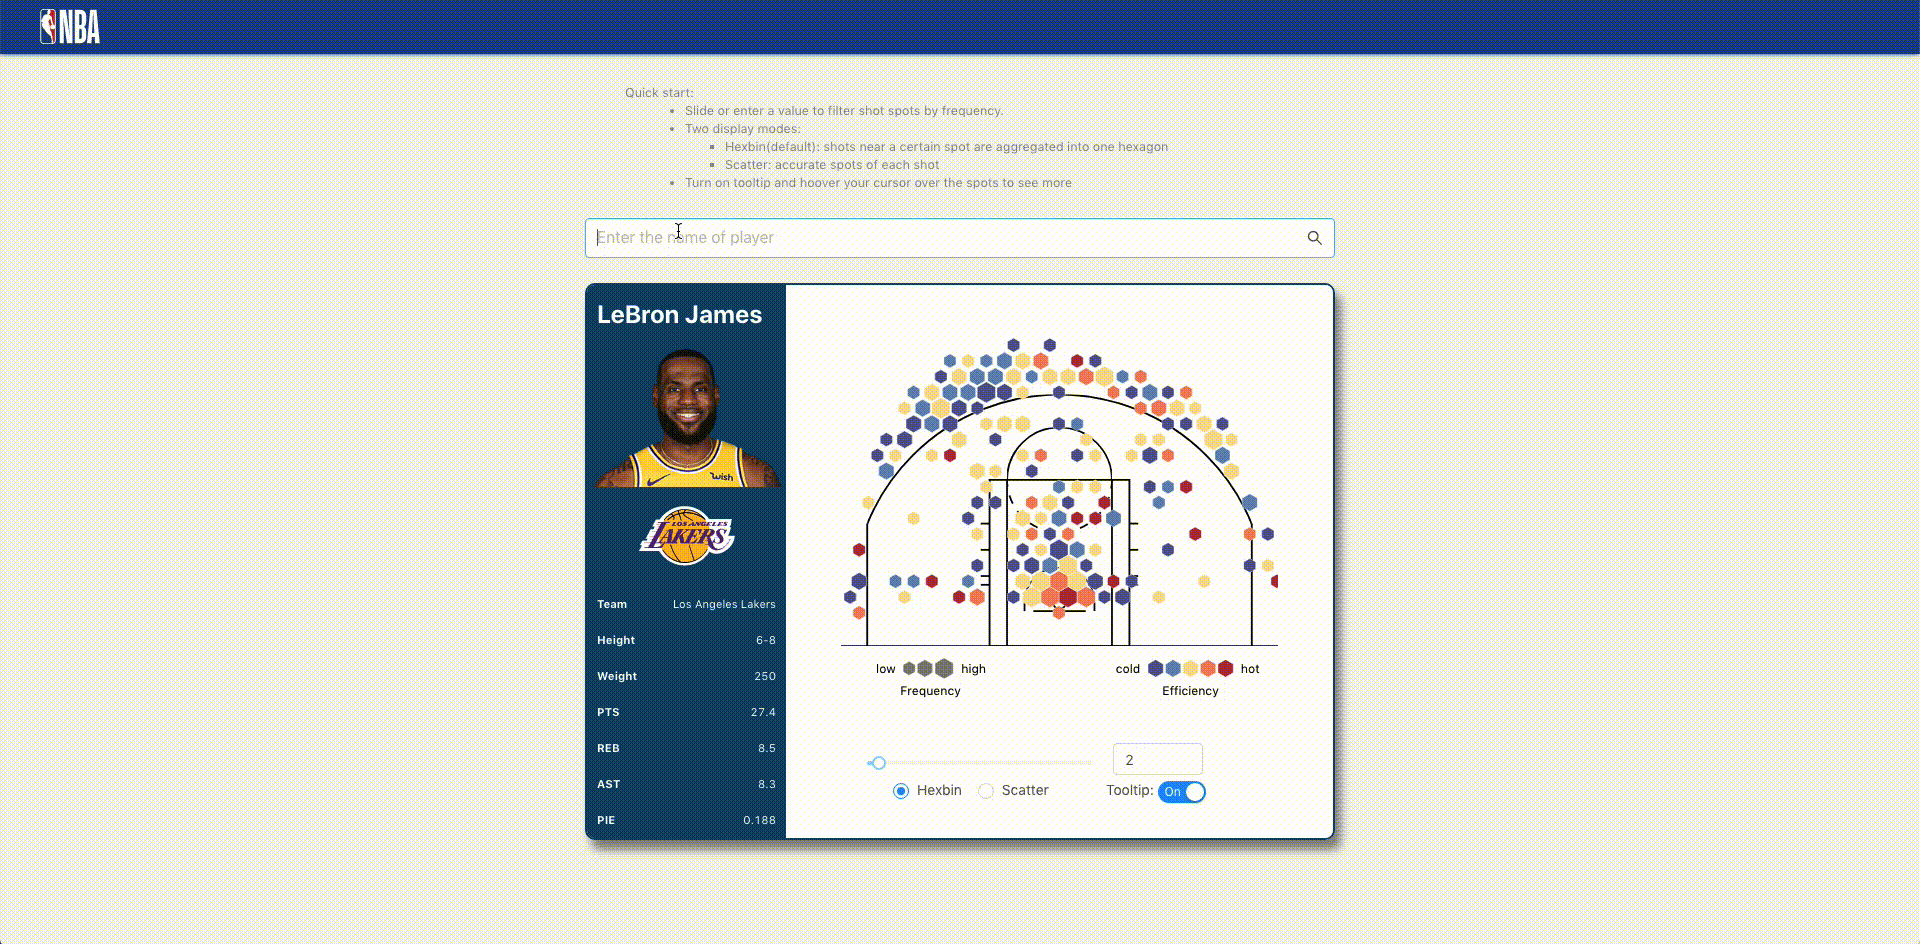 NBA
Quick start:
Slide or enter a value to filter shot spots by frequency.
Two display modes:
Hexbin(default): shots near a certain spot are aggregated into one hexagon
Scatter: accurate spots of each shot
Turn on tooltip and hoover your cursor over the spots to see more
Enter the name of player
LeBron James
wish
LOS ANGELES
LAKERS
Team Los Angeles Lakers
Height 6-8
Weight 250
PTS 27.4
REB 8.5
AST 8.3
PIE 0.188
low high
Frequency
cold hot
Efficiency
2
Hexbin Scatter Tooltip: On